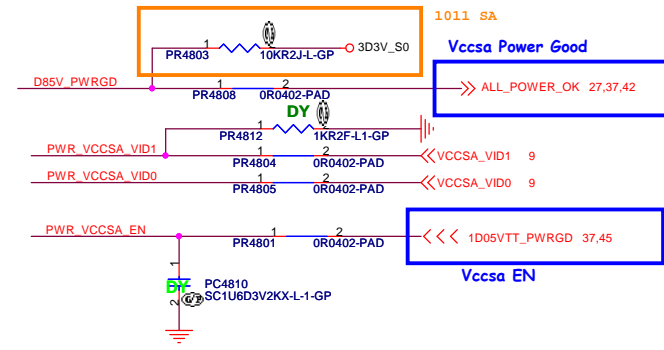 1011 SA
1 2
PR4803 10KR2J-L-GP
3D3V_S0
Vccsa Power Good
D85V_PWRGD
1 2
PR4808 0R0402-PAD
ALL_POWER_OK 27,37,42
DY
1 2
PR4812 1KR2F-L1-GP
PWR_VCCSA_VID1
1 2
PR4804 0R0402-PAD
VCCSA_VID1 9
PWR_VCCSA_VID0
1 2
PR4805 0R0402-PAD
VCCSA_VID0 9
PWR_VCCSA_EN
1 2
PR4801 0R0402-PAD
1D05VTT_PWRGD 37,45
Vccsa EN
1
DY
2
PC4810
SC1U6D3V2KX-L-1-GP